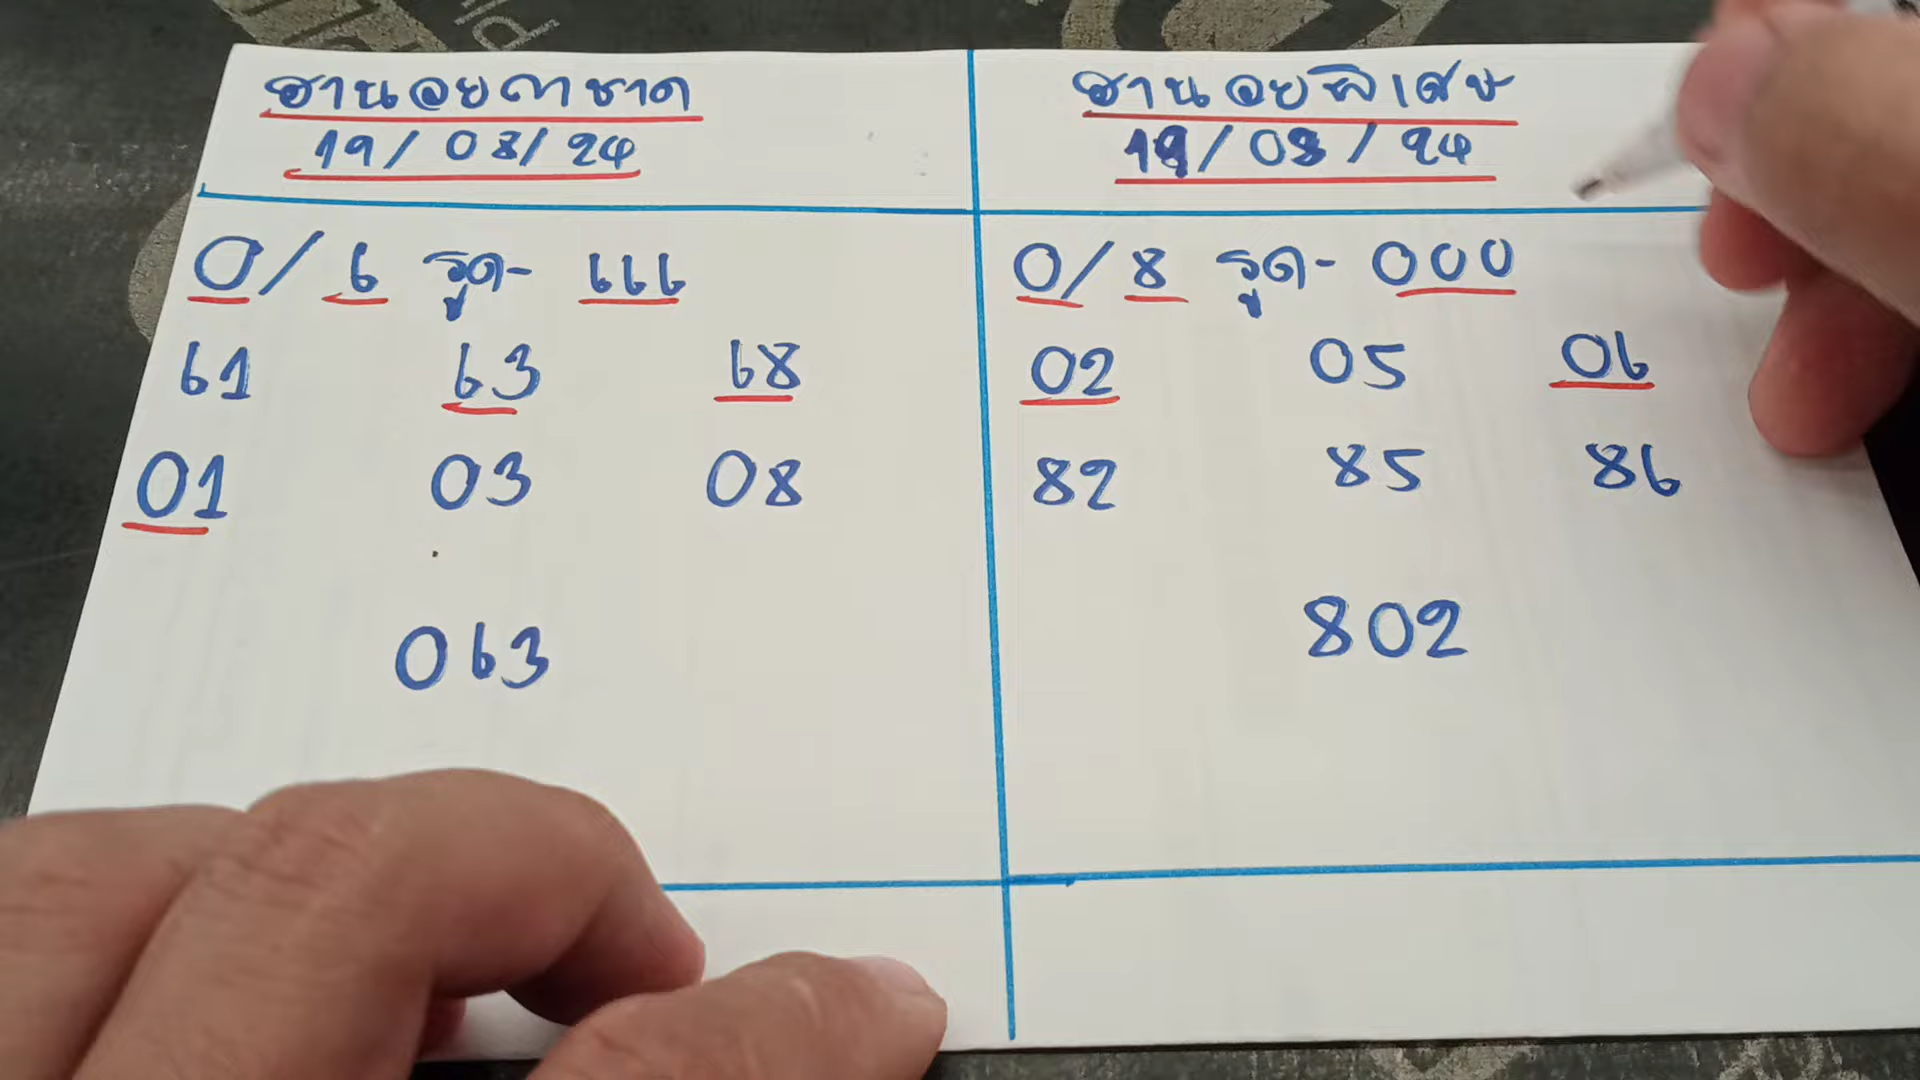 ฮานอยกาชาด
19/08/24
0/6 รูด- 666
61 63 68
01 03 08
063
ฮานอยพิเศษ
19/08/24
0/8 รูด- 000
02 05 06
82 85 86
802